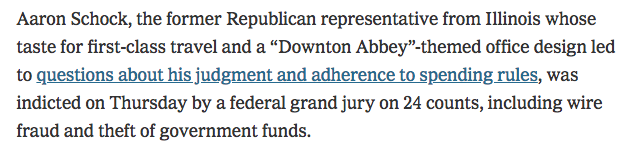 Aaron Schock, the former Republican representative from Illinois whose
taste for first-class travel and a “Downton Abbey”-themed office design led
to questions about his judgment and adherence to spending rules, was
indicted on Thursday by a federal grand jury on 24 counts, including wire
fraud and theft of government funds.